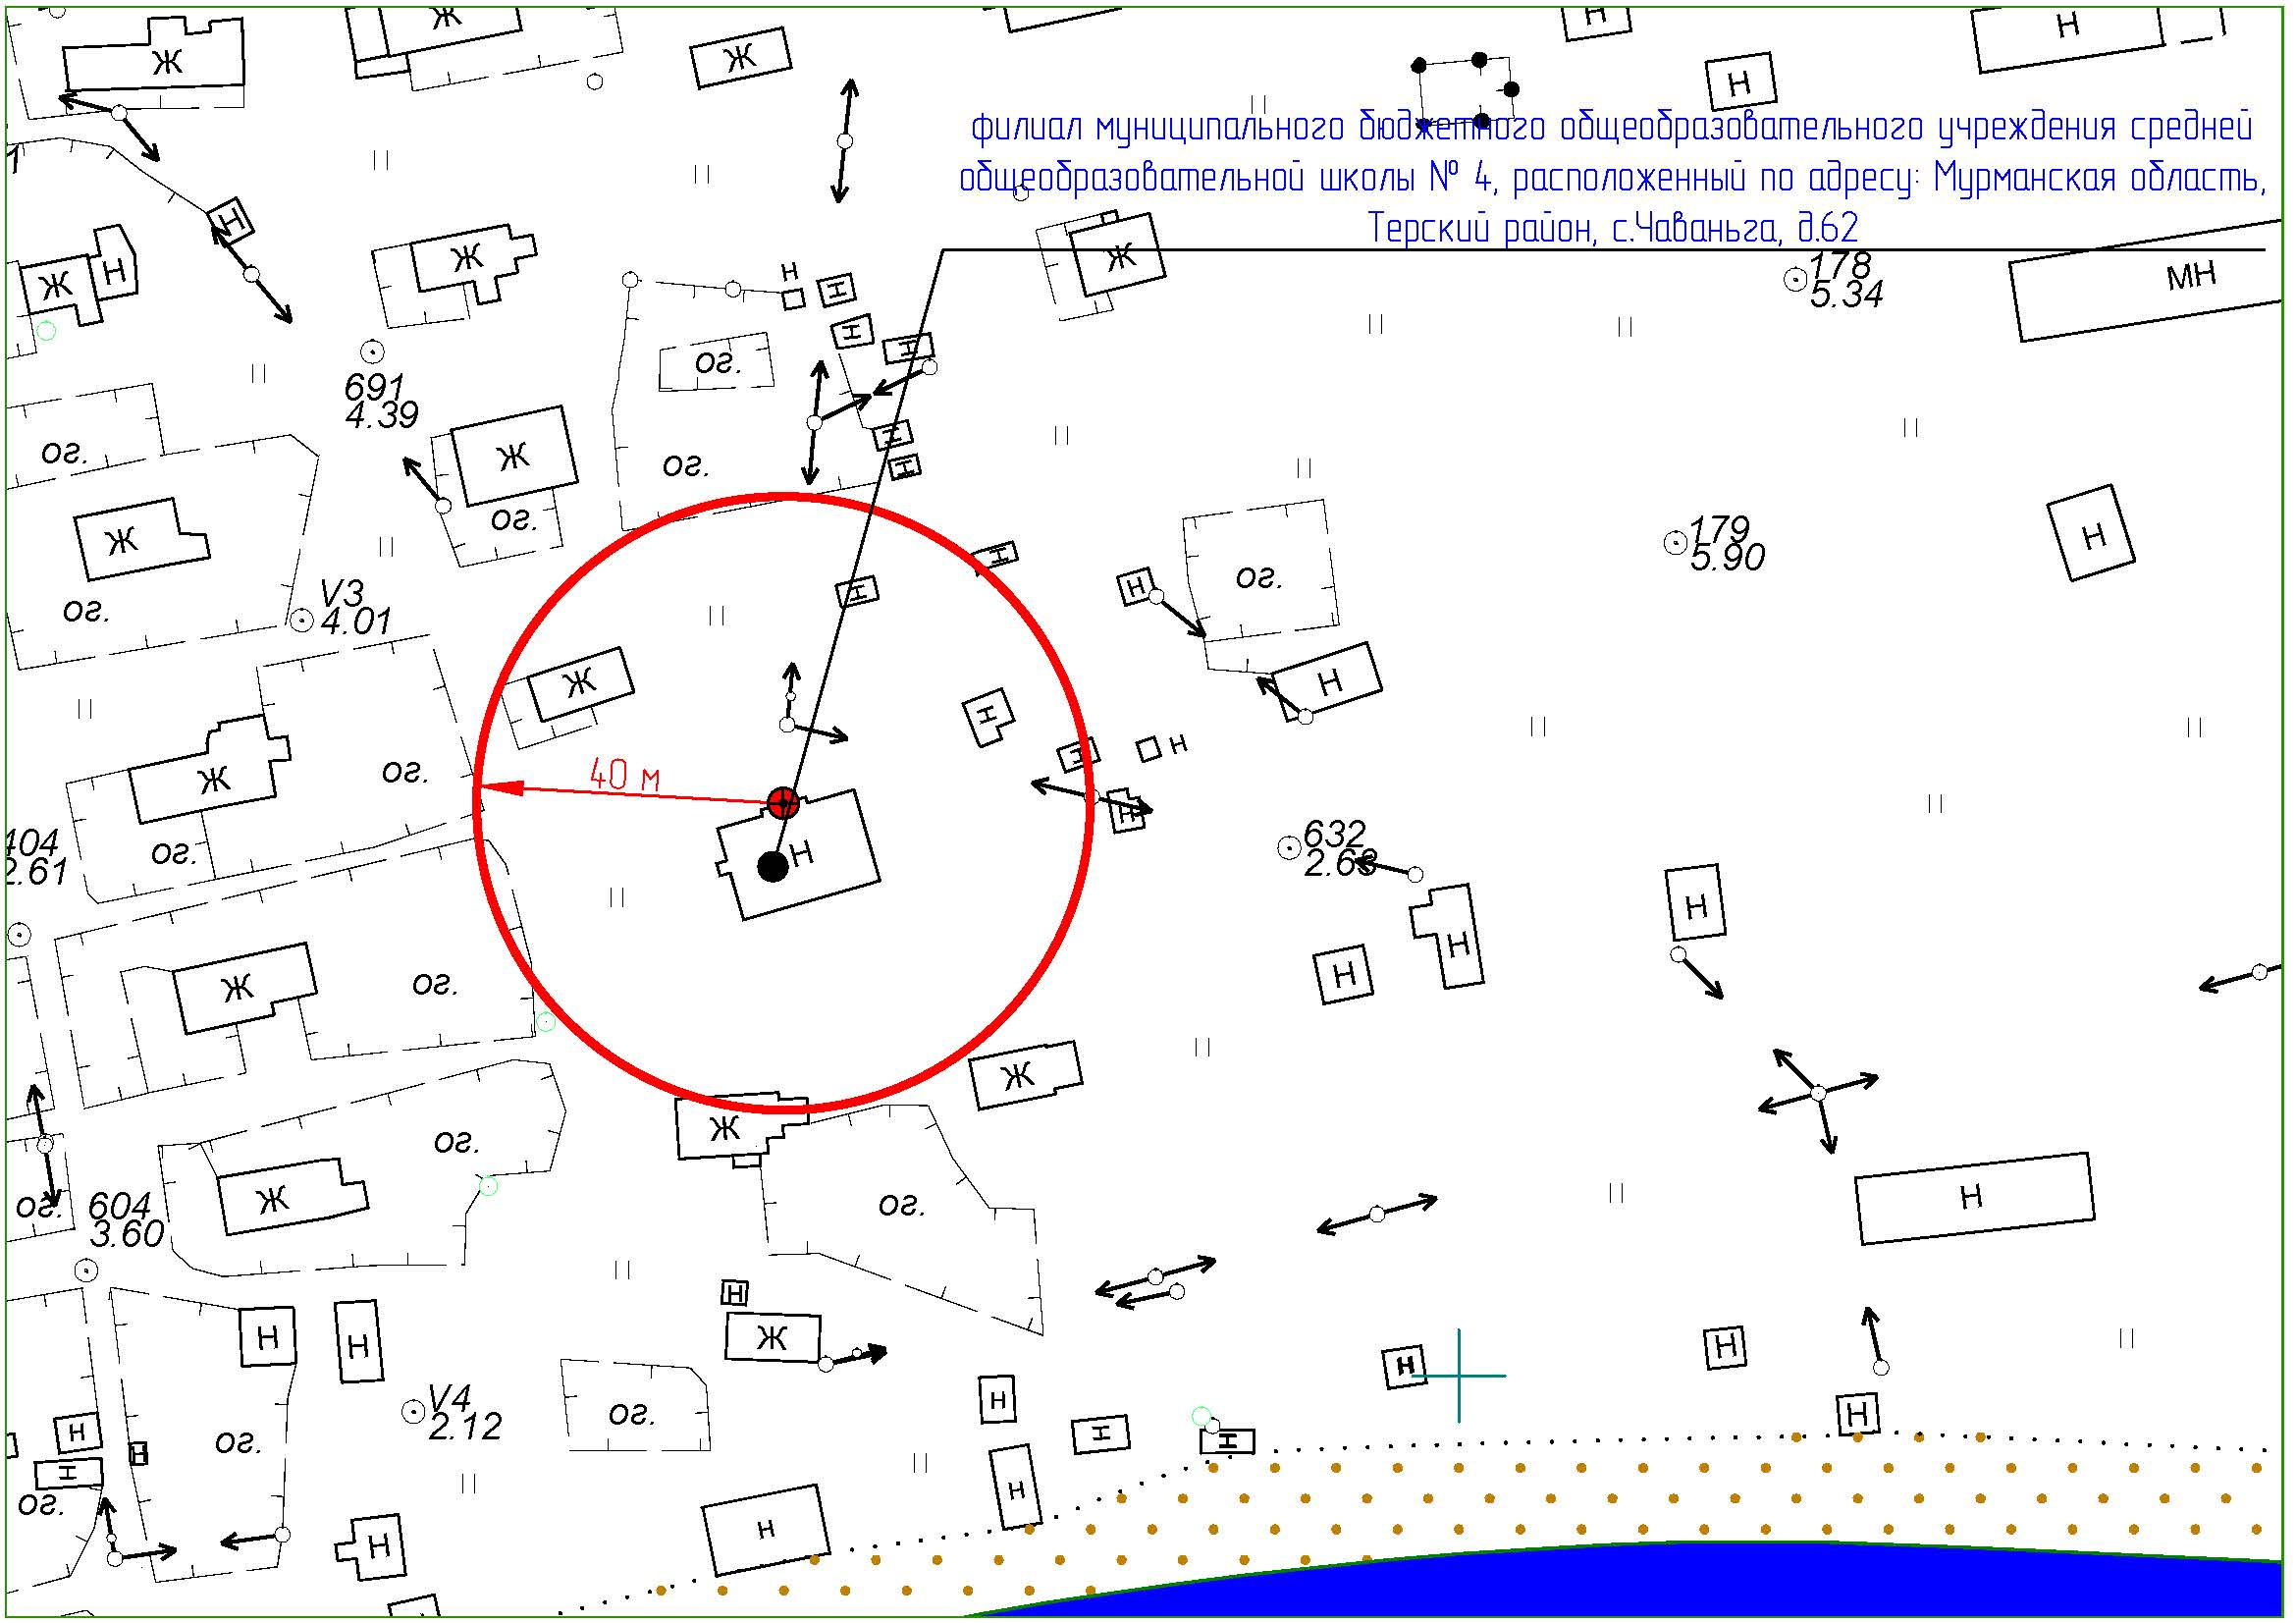 Ж
Ж
Ж
Н
Н
Н
филиал муниципального бюджетного общеобразовательного учреждения средней
общеобразовательной школы № 4, расположенный по адресу: Мурманская область,
Терский район, с.Чаваньга, д.62
Н
Ж
Н
Ж
Ж
Н
Н
Н
Н
178
5.34
МН
691
4.39
ог.
ог.
Ж
ог.
Н
Н
ог.
Ж
ог.
V3
4.01
Н
Н
Н
ог.
179
5.90
Н
Ж
Н
Н
Ж
ог.
40 м
Н
Н
Н
ог.
404
2.61
Н
632
2.63
Н
Н
Н
Ж
ог.
Ж
Ж
ог.
Ж
ог.
ог.
604
3.60
Н
Н
Н
Н
Ж
Н
Н
Н
V4
2.12
ог.
Н
Н
Н
Н
Н
ог.
Н
Н
ог.
Н
Н
Н